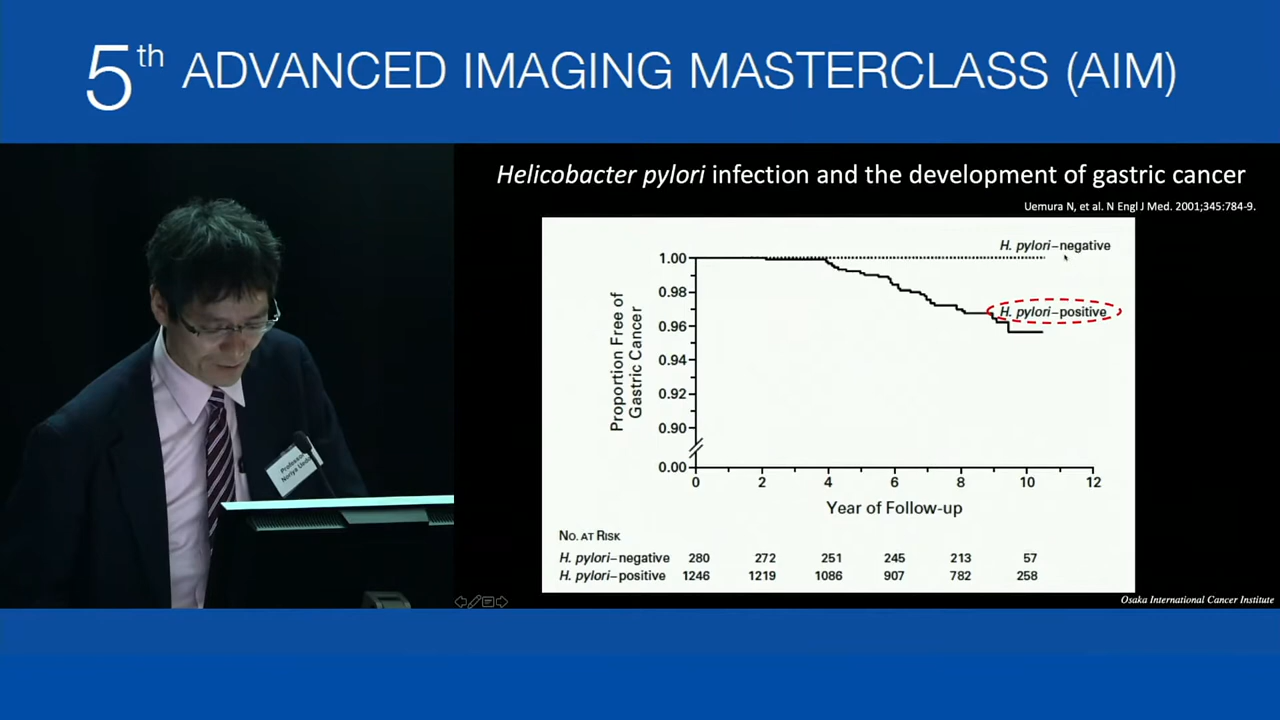 5th ADVANCED IMAGING MASTERCLASS (AIM)
Helicobacter pylori infection and the development of gastric cancer
Uemura N, et al. N Engl J Med. 2001;345:784-9.
H. pylori–negative
1.00
0.98
H. pylori–positive
0.96
0.94
0.92
0.90
0.00
Proportion Free of
Gastric Cancer
0 2 4 6 8 10 12
Year of Follow-up
NO. AT RISK
H. pylori–negative 280 272 251 245 213 57
H. pylori–positive 1246 1219 1086 907 782 258
Professor
Noriya
Osaka International Cancer Institute